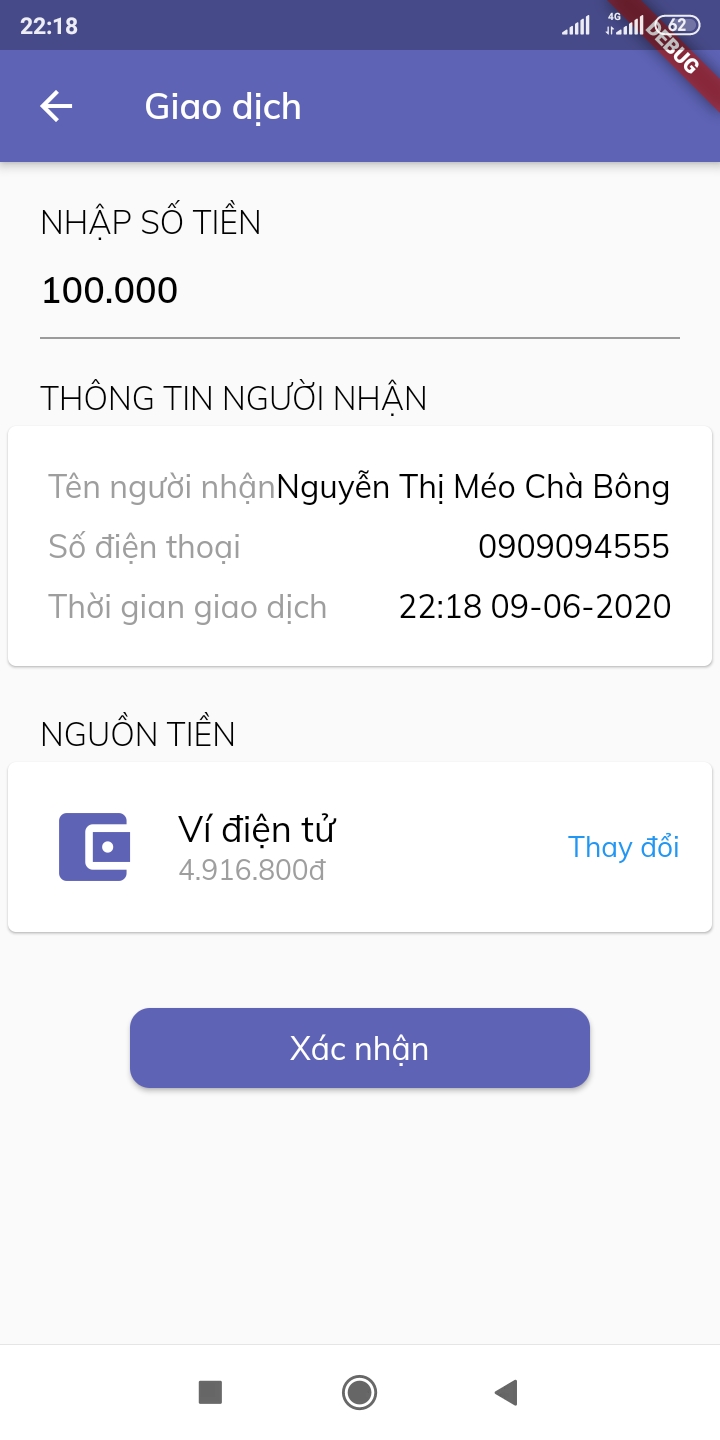 22:18
4G
62
DEBUG
Giao dịch
NHẬP SỐ TIỀN
100.000
THÔNG TIN NGƯỜI NHẬN
Tên người nhận Nguyễn Thị Méo Chà Bông
Số điện thoại 0909094555
Thời gian giao dịch 22:18 09-06-2020
NGUỒN TIỀN
Ví điện tử
4.916.800đ
Thay đổi
Xác nhận